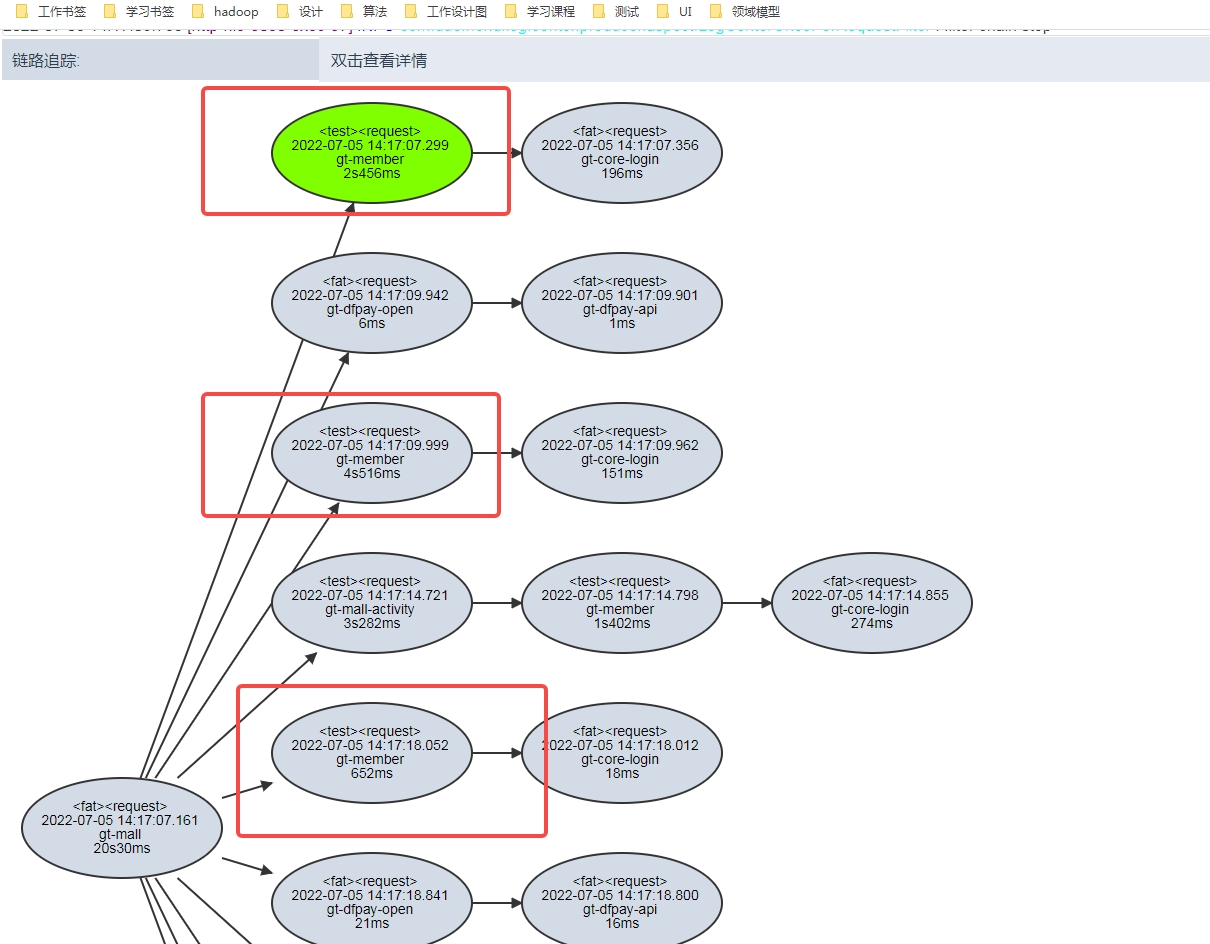 工作书签 学习书签 hadoop 设计 算法 工作设计图 学习课程 测试 UI 领域模型
链路追踪: 双击查看详情
<test><request>
2022-07-05 14:17:07.299
gt-member
2s456ms
<fat><request>
2022-07-05 14:17:07.356
gt-core-login
196ms
<fat><request>
2022-07-05 14:17:09.942
gt-dfpay-open
6ms
<fat><request>
2022-07-05 14:17:09.901
gt-dfpay-api
1ms
<test><request>
2022-07-05 14:17:09.999
gt-member
4s516ms
<fat><request>
2022-07-05 14:17:09.962
gt-core-login
151ms
<test><request>
2022-07-05 14:17:14.721
gt-mall-activity
3s282ms
<test><request>
2022-07-05 14:17:14.798
gt-member
1s402ms
<fat><request>
2022-07-05 14:17:14.855
gt-core-login
274ms
<test><request>
2022-07-05 14:17:18.052
gt-member
652ms
<fat><request>
2022-07-05 14:17:18.012
gt-core-login
18ms
<fat><request>
2022-07-05 14:17:07.161
gt-mall
20s30ms
<fat><request>
2022-07-05 14:17:18.841
gt-dfpay-open
21ms
<fat><request>
2022-07-05 14:17:18.800
gt-dfpay-api
16ms